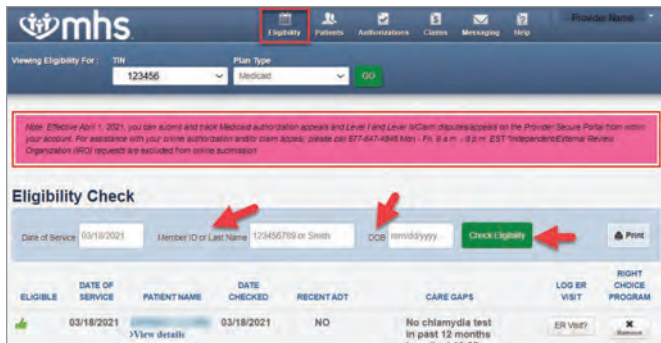 mhs
Eligibility
Patients
Authorizations
Claims
Messaging
Help
Provider Name
Viewing Eligibility For :
TIN
Plan Type
123456
Medicaid
GO
Note: Effective April 1, 2021, you can submit and track Medicaid authorization appeals and Level I and Level II/Claim disputes/appeals on the Provider Secure Portal from within
your account. For assistance with your online authorization and/or claim appeal, please call 877-647-4848 Mon - Fri, 8 a.m. - 8 p.m. EST *Independent/External Review
Organization (IRO) requests are excluded from online submission
Eligibility Check
Date of Service
03/18/2021
Member ID or Last Name
123456789 or Smith
DOB
mm/dd/yyyy
Check Eligibility
Print
ELIGIBLE
DATE OF
SERVICE
PATIENT NAME
DATE
CHECKED
RECENT ADT
CARE GAPS
LOG ER
VISIT
RIGHT
CHOICE
PROGRAM
03/18/2021
View details
03/18/2021
NO
No chlamydia test
in past 12 months
ER Visit?
Remove